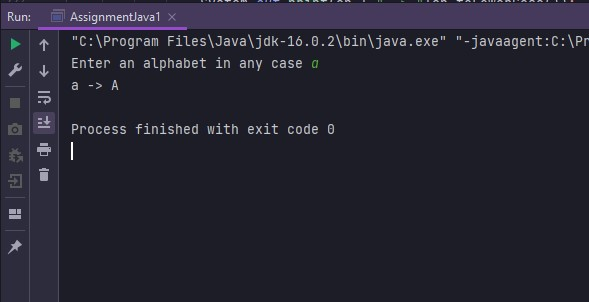 Run: AssignmentJava1
"C:\Program Files\Java\jdk-16.0.2\bin\java.exe" "-javaagent:C:\Pr
Enter an alphabet in any case a
a -> A
Process finished with exit code 0